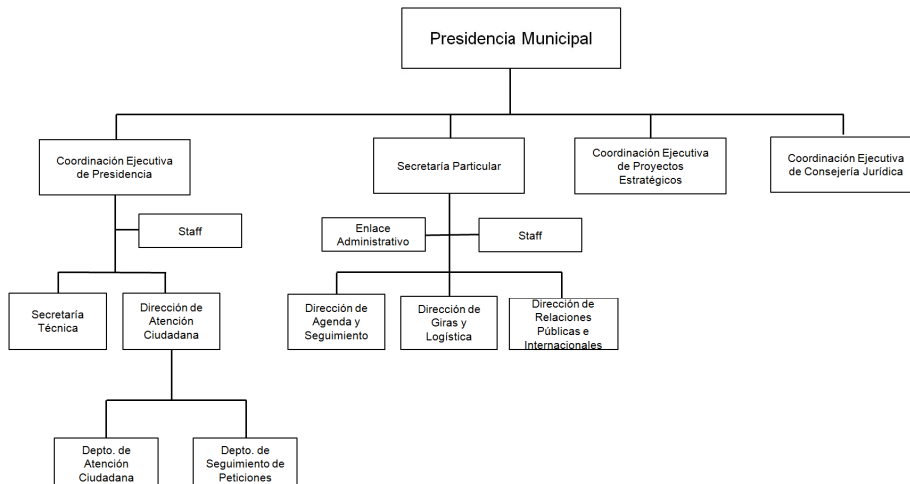 Presidencia Municipal
Coordinación Ejecutiva
de Presidencia
Secretaría Particular
Coordinación Ejecutiva
de Proyectos
Estratégicos
Coordinación Ejecutiva
de Consejería Jurídica
Staff
Enlace
Administrativo
Staff
Secretaría
Técnica
Dirección de
Atención
Ciudadana
Dirección de
Agenda y
Seguimiento
Dirección de
Giras y
Logística
Dirección de
Relaciones
Públicas e
Internacionales
Depto. de
Atención
Ciudadana
Depto. de
Seguimiento de
Peticiones